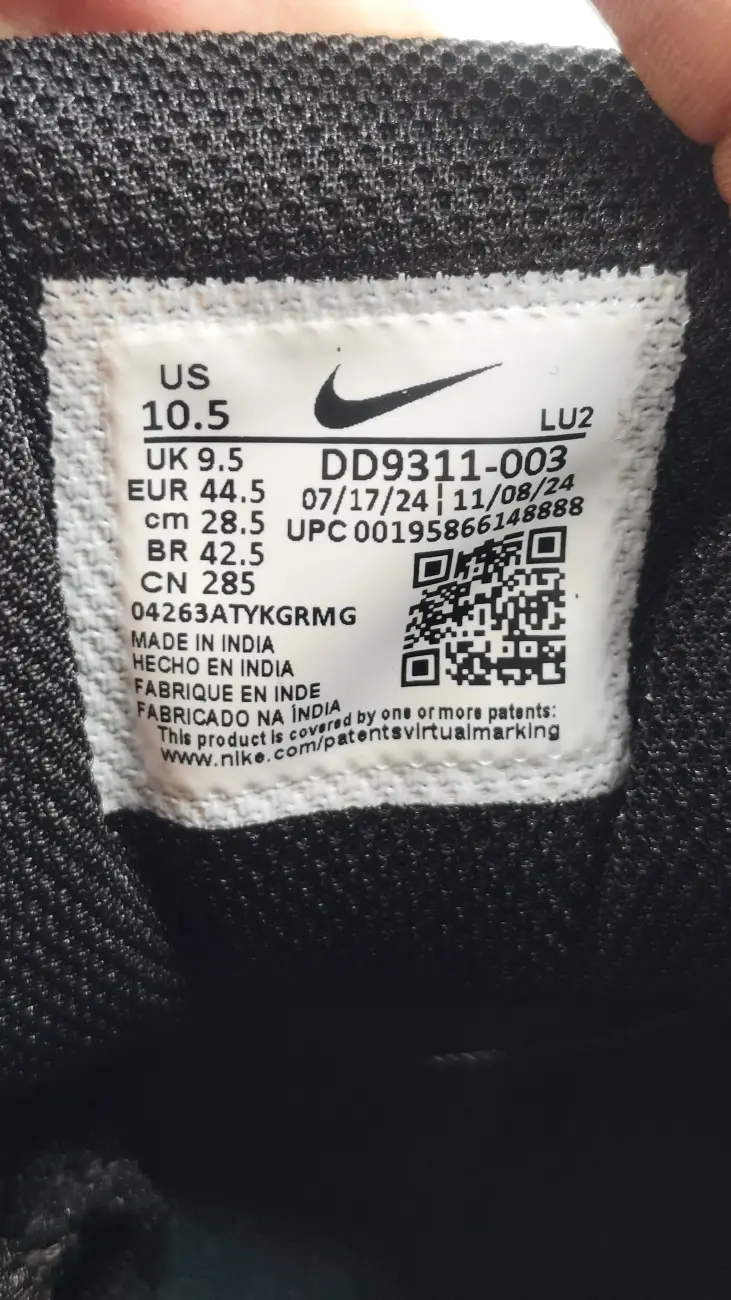 US
10.5
LU2
UK 9.5
DD9311-003
EUR 44.5
07/17/24 ¦ 11/08/24
cm 28.5
UPC 00195866148888
BR 42.5
CN 285
04263ATYKGRMG
MADE IN INDIA
HECHO EN INDIA
FABRIQUE EN INDE
FABRICADO NA ÍNDIA
This product is covered by one or more patents:
www.nike.com/patentsvirtualmarking